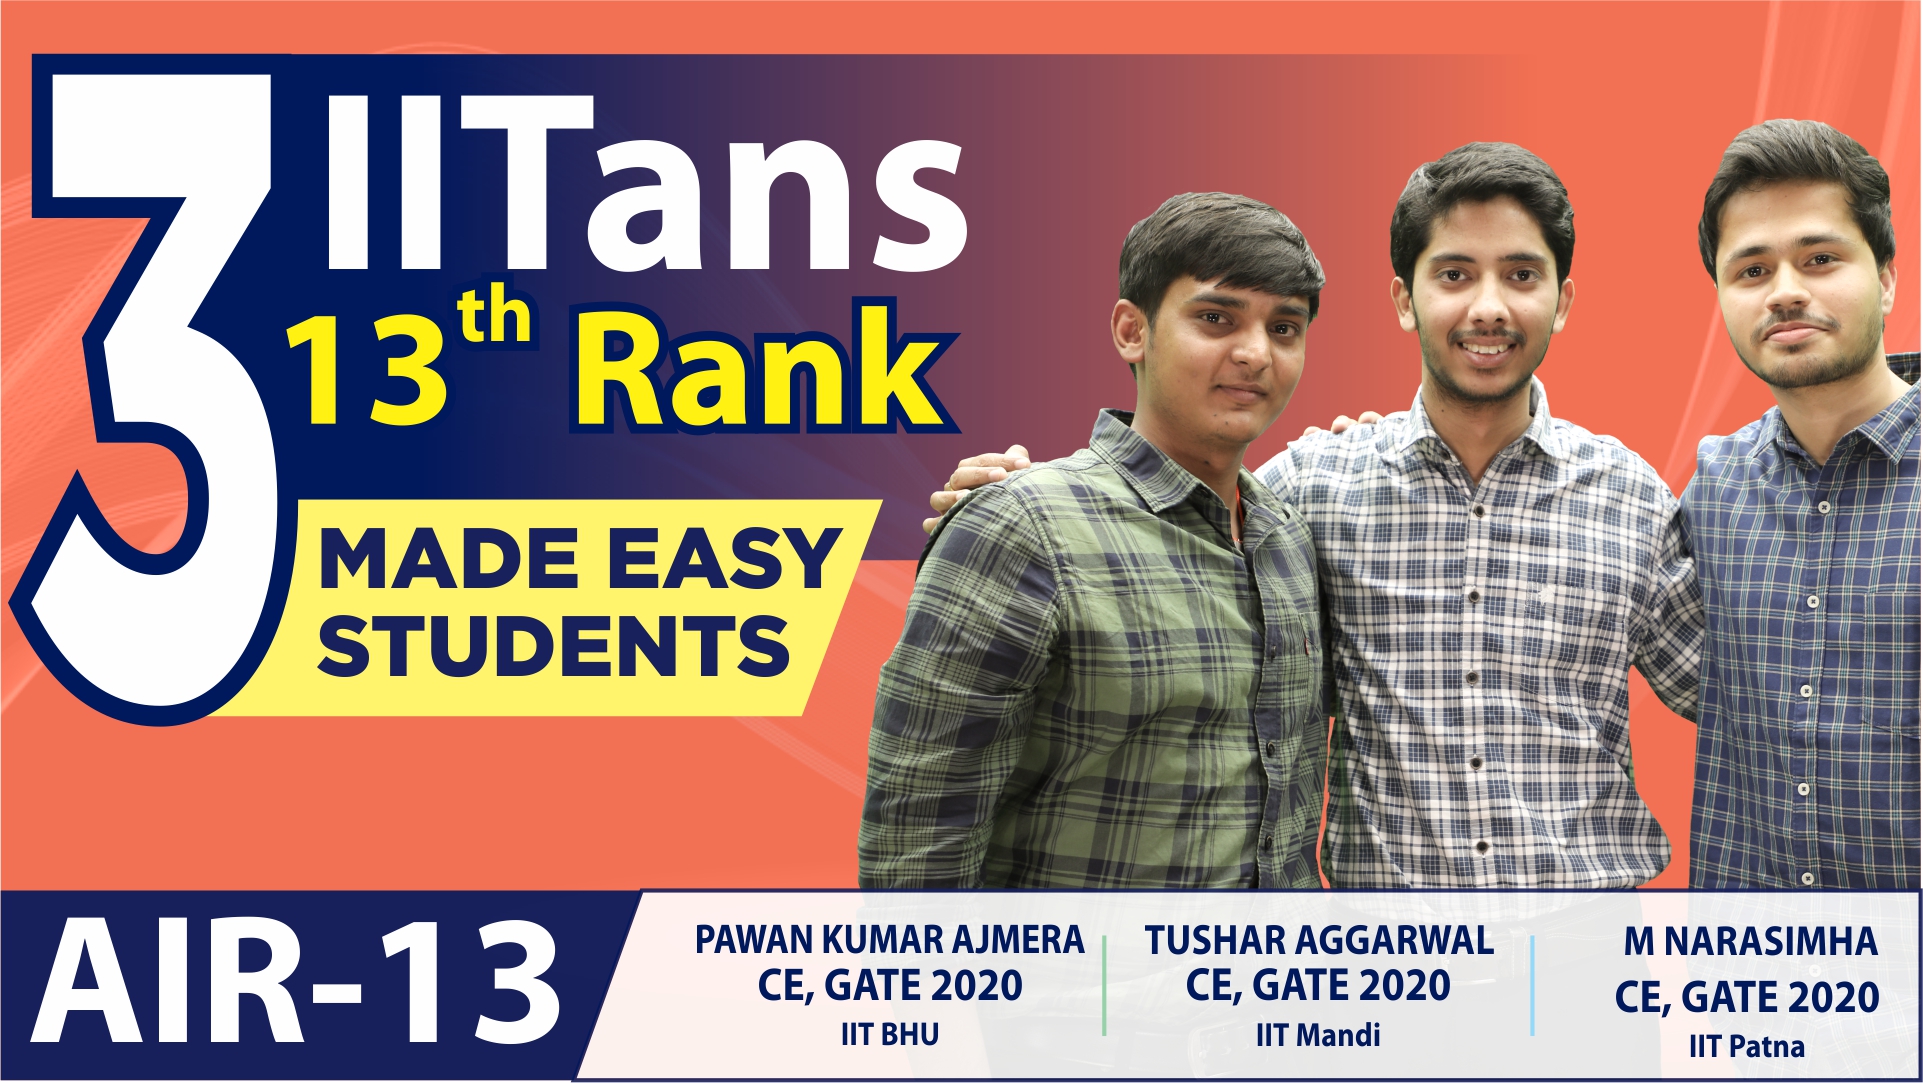 3 IITans
13th Rank
MADE EASY
STUDENTS
AIR-13
PAWAN KUMAR AJMERA
CE, GATE 2020
IIT BHU
TUSHAR AGGARWAL
CE, GATE 2020
IIT Mandi
M NARASIMHA
CE, GATE 2020
IIT Patna